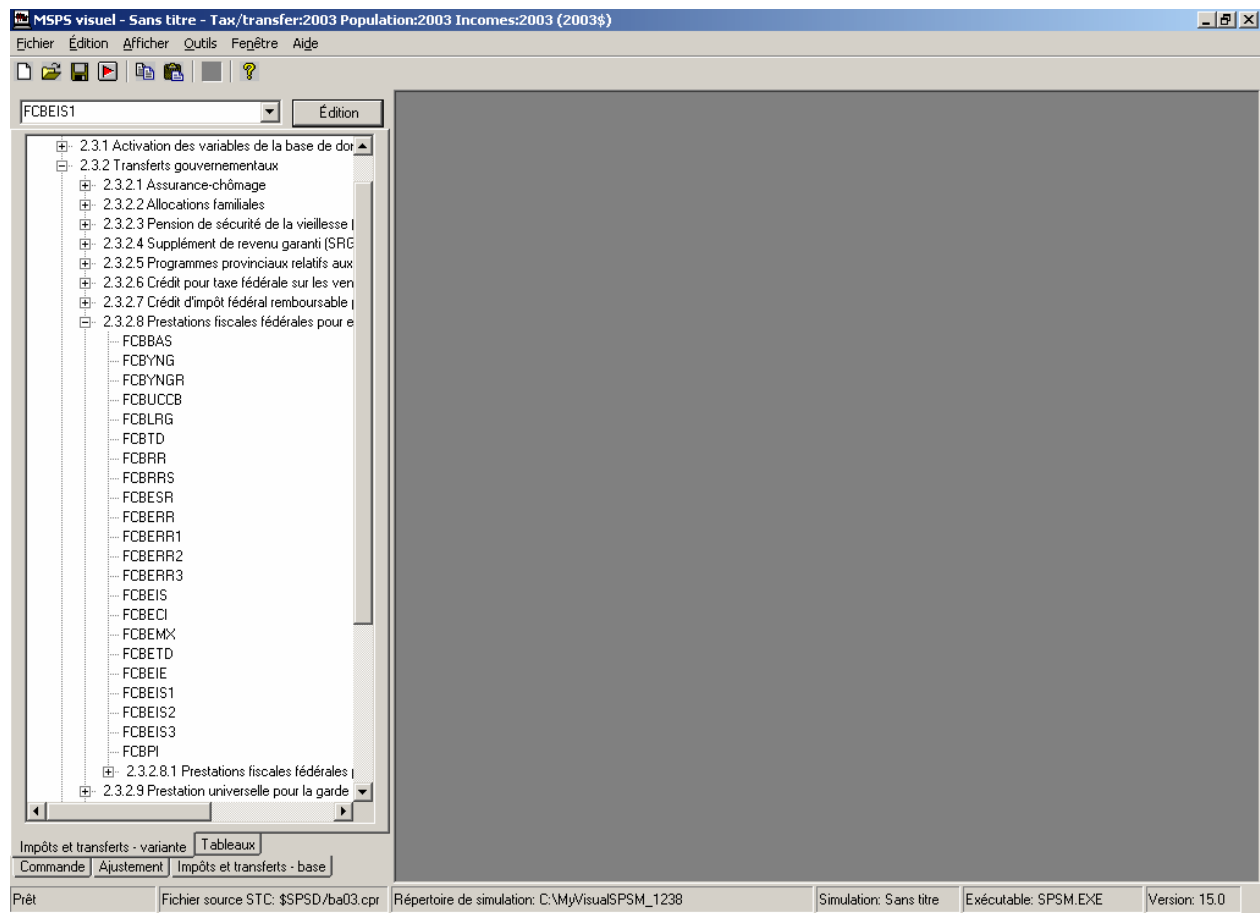 MSPS visuel - Sans titre - Tax/transfer:2003 Population:2003 Incomes:2003 (2003$)
Fichier Édition Afficher Outils Fenêtre Aide
FCBEIS1 Édition
2.3.1 Activation des variables de la base de dor
2.3.2 Transferts gouvernementaux
2.3.2.1 Assurance-chômage
2.3.2.2 Allocations familiales
2.3.2.3 Pension de sécurité de la vieillesse (
2.3.2.4 Supplément de revenu garanti (SRG
2.3.2.5 Programmes provinciaux relatifs aux
2.3.2.6 Crédit pour taxe fédérale sur les ven
2.3.2.7 Crédit d'impôt fédéral remboursable p
2.3.2.8 Prestations fiscales fédérales pour e
FCBBAS
FCBYNG
FCBYNGR
FCBUCCB
FCBLRG
FCBTD
FCBRR
FCBRRS
FCBESR
FCBERR
FCBERR1
FCBERR2
FCBERR3
FCBEIS
FCBECI
FCBEMX
FCBETD
FCBEIE
FCBEIS1
FCBEIS2
FCBEIS3
FCBPI
2.3.2.8.1 Prestations fiscales fédérales p
2.3.2.9 Prestation universelle pour la garde
Impôts et transferts - variante Tableaux
Commande Ajustement Impôts et transferts - base
Prêt Fichier source STC: $SPSD/ba03.cpr Répertoire de simulation: C:\MyVisualSPSM_1238 Simulation: Sans titre Exécutable: SPSM.EXE Version: 15.0